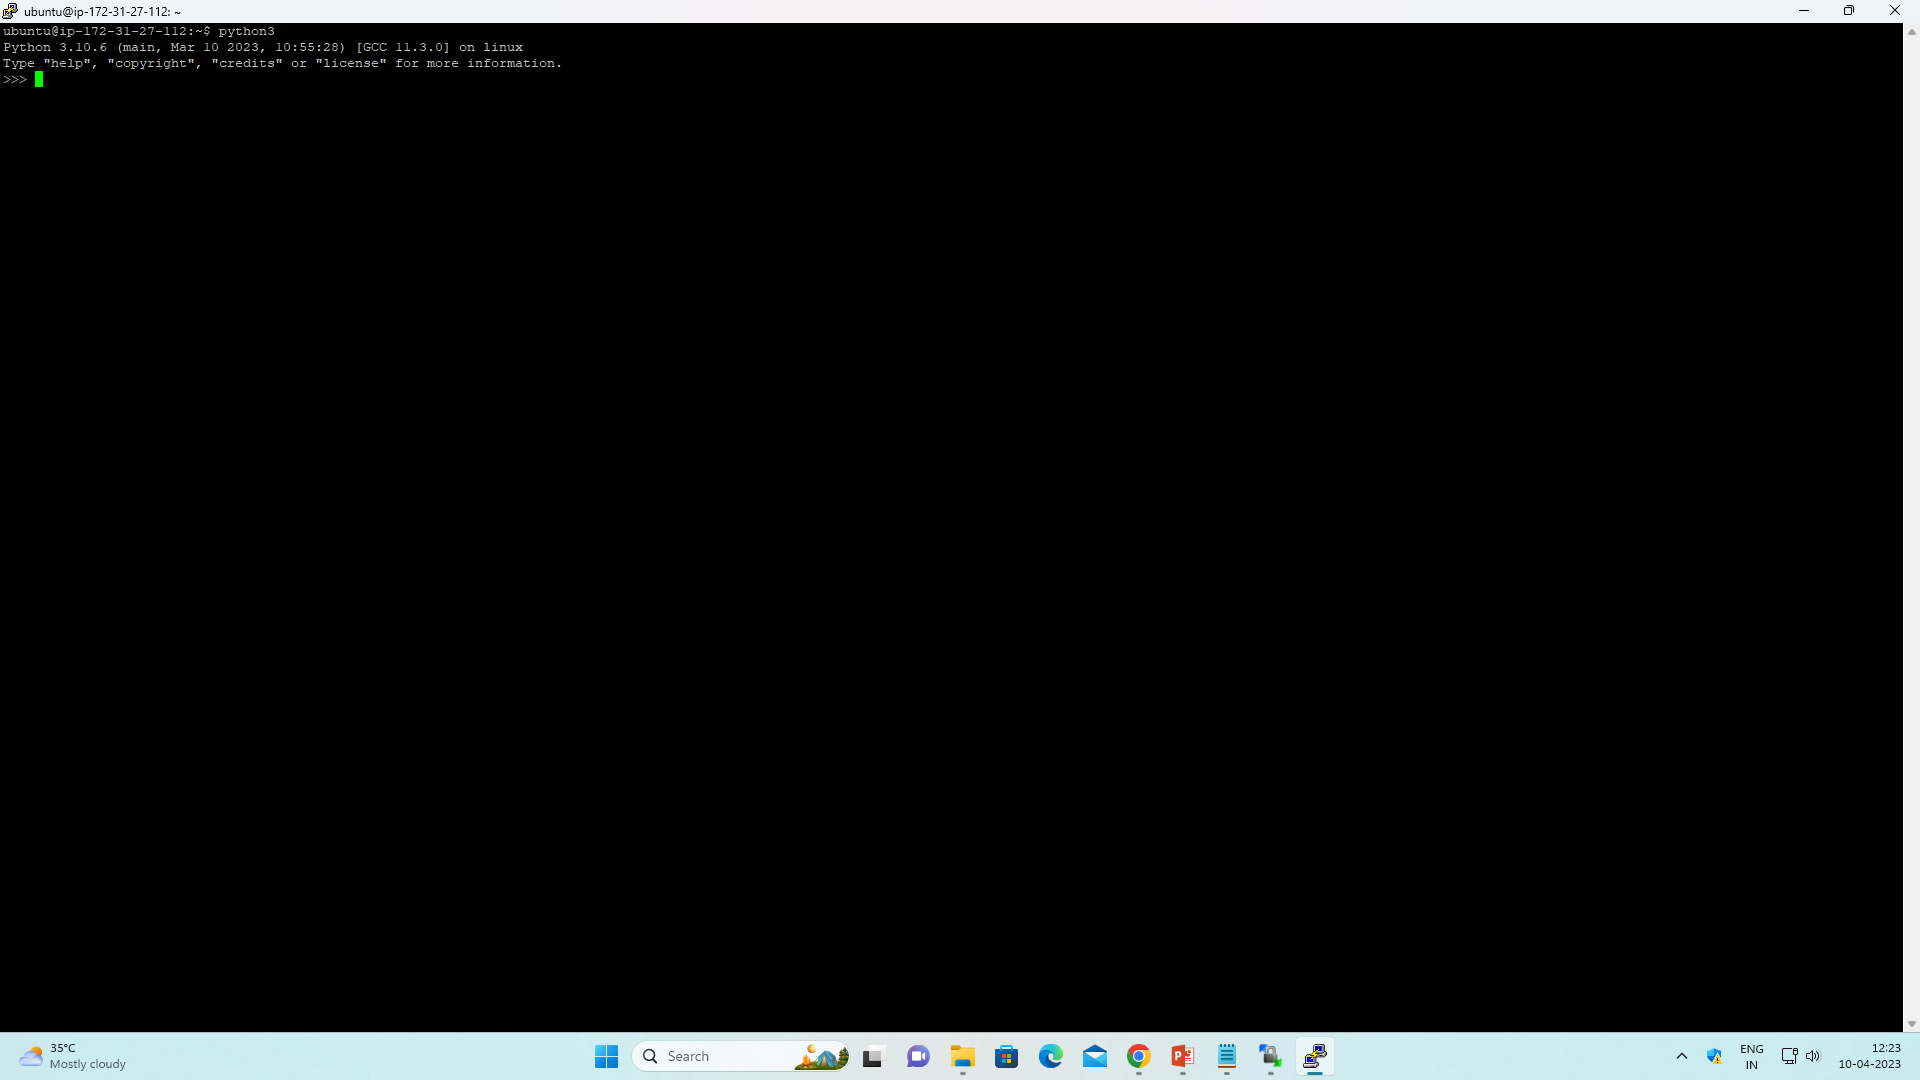 ubuntu@ip-172-31-27-112: ~
ubuntu@ip-172-31-27-112:~$ python3
Python 3.10.6 (main, Mar 10 2023, 10:55:28) [GCC 11.3.0] on linux
Type "help", "copyright", "credits" or "license" for more information.
>>>
35°C
Mostly cloudy
Search
ENG
IN
12:23
10-04-2023